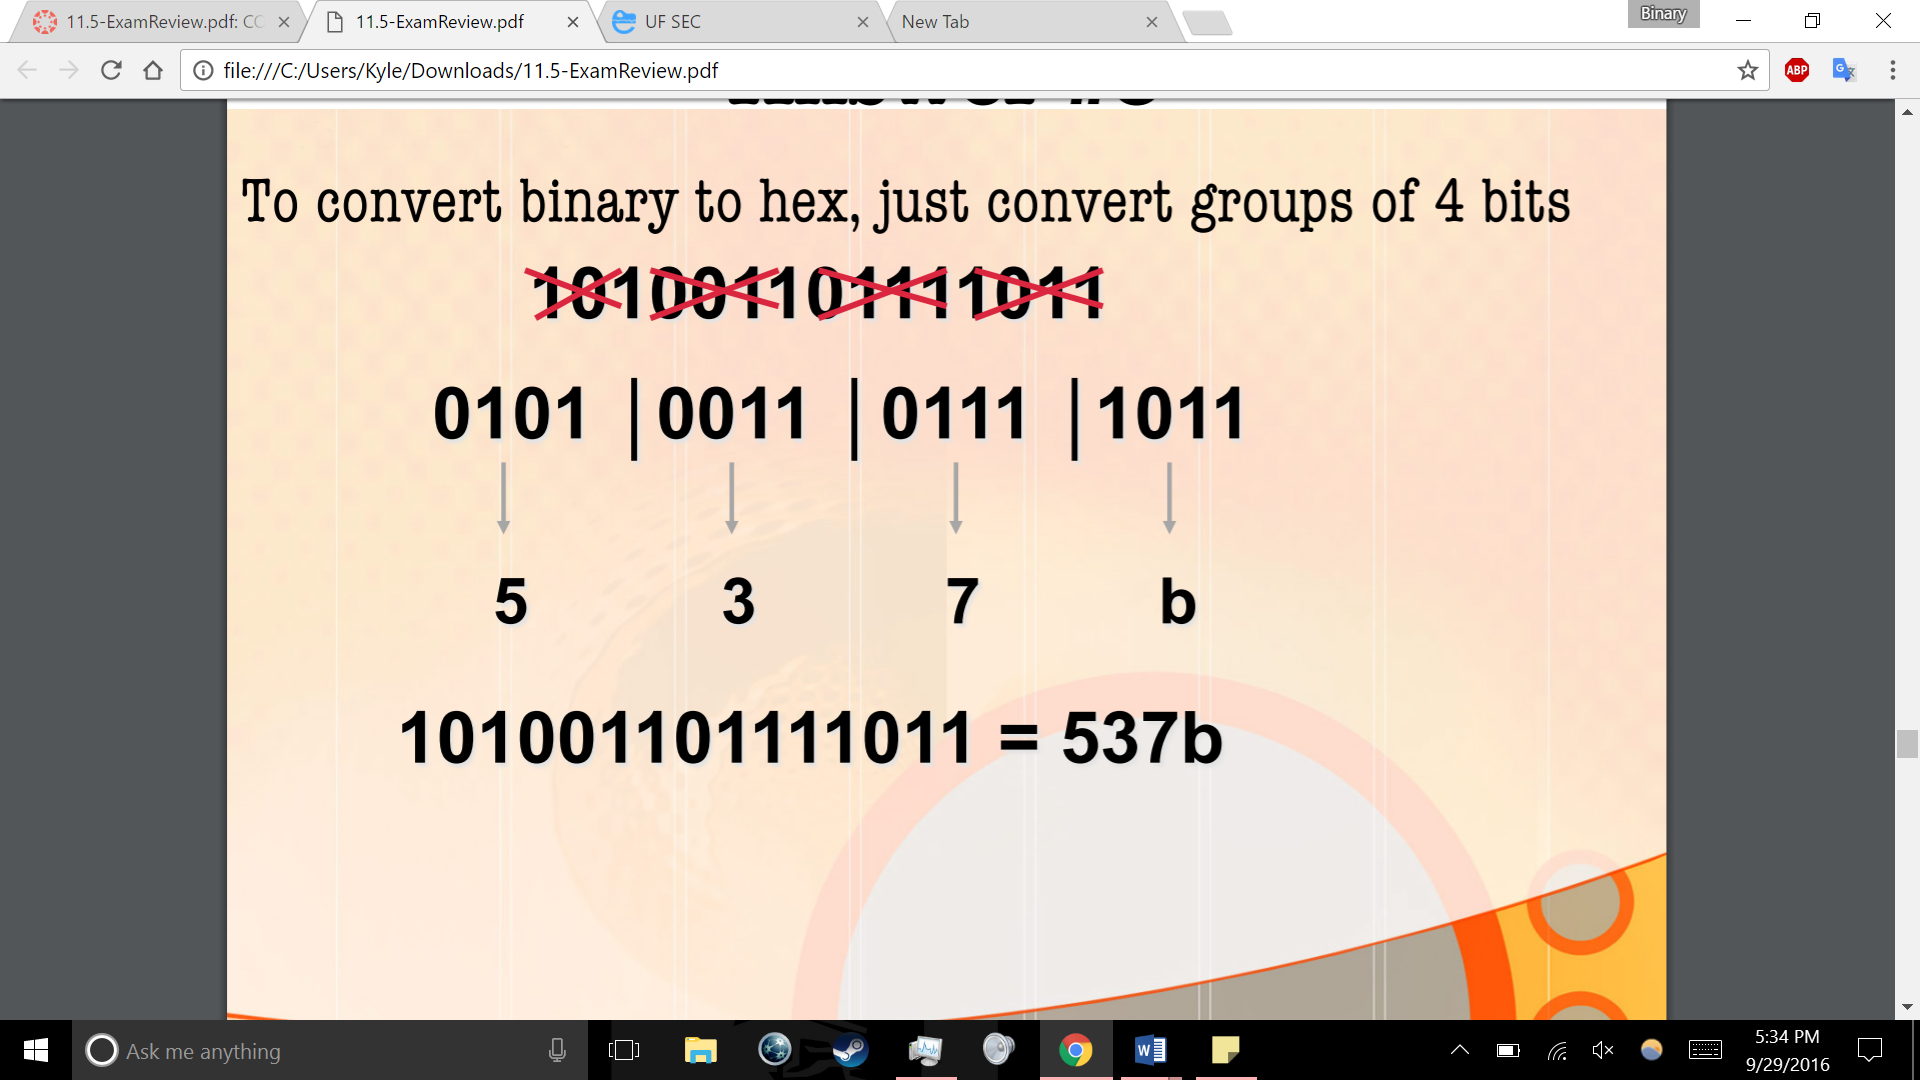 11.5-ExamReview.pdf: CC
11.5-ExamReview.pdf
UF SEC
New Tab
Binary
file:///C:/Users/Kyle/Downloads/11.5-ExamReview.pdf
ABP
To convert binary to hex, just convert groups of 4 bits
101001101111011
0101 | 0011 | 0111 | 1011
5 3 7 b
101001101111011 = 537b
Ask me anything
5:34 PM
9/29/2016